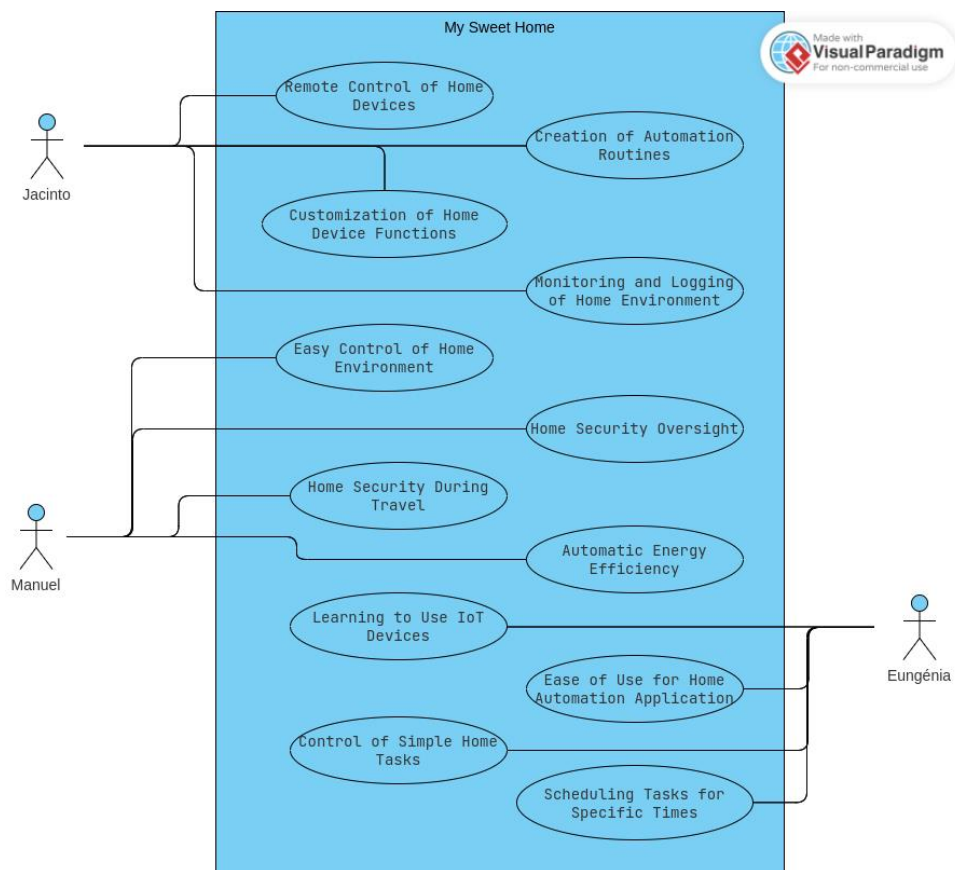 My Sweet Home
Made with
VisualParadigm
For non-commercial use
Remote Control of Home
Devices
Creation of Automation
Routines
Jacinto
Customization of Home
Device Functions
Monitoring and Logging
of Home Environment
Easy Control of Home
Environment
Home Security Oversight
Home Security During
Travel
Manuel
Automatic Energy
Efficiency
Learning to Use IoT
Devices
Eungénia
Ease of Use for Home
Automation Application
Control of Simple Home
Tasks
Scheduling Tasks for
Specific Times